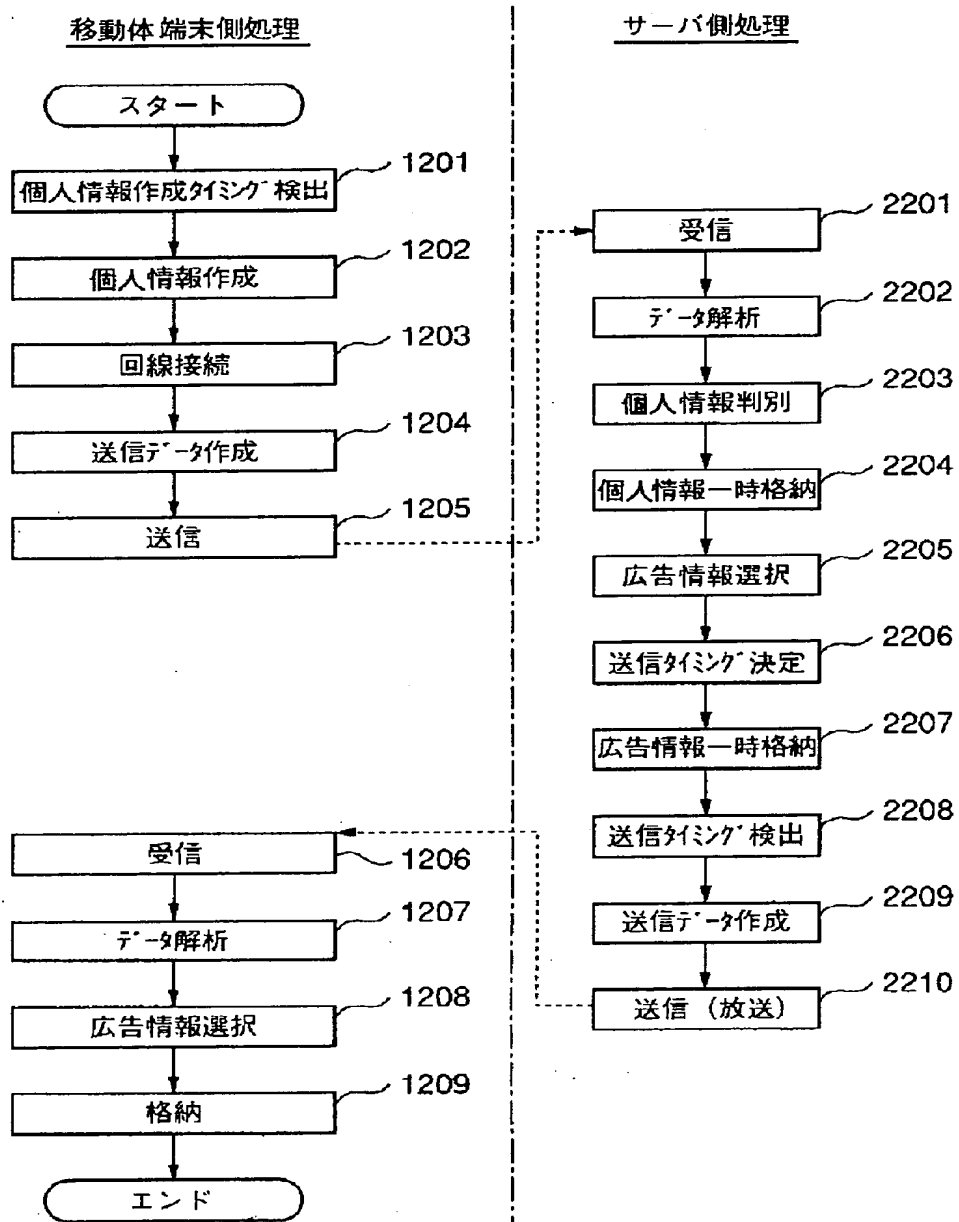 移動体端末側処理
スタート
個人情報作成タイミング検出
1201
個人情報作成
1202
回線接続
1203
送信データ作成
1204
送信
1205
受信
1206
データ解析
1207
広告情報選択
1208
格納
1209
エンド
サーバ側処理
受信
2201
データ解析
2202
個人情報判別
2203
個人情報一時格納
2204
広告情報選択
2205
送信タイミング決定
2206
広告情報一時格納
2207
送信タイミング検出
2208
送信データ作成
2209
送信(放送)
2210